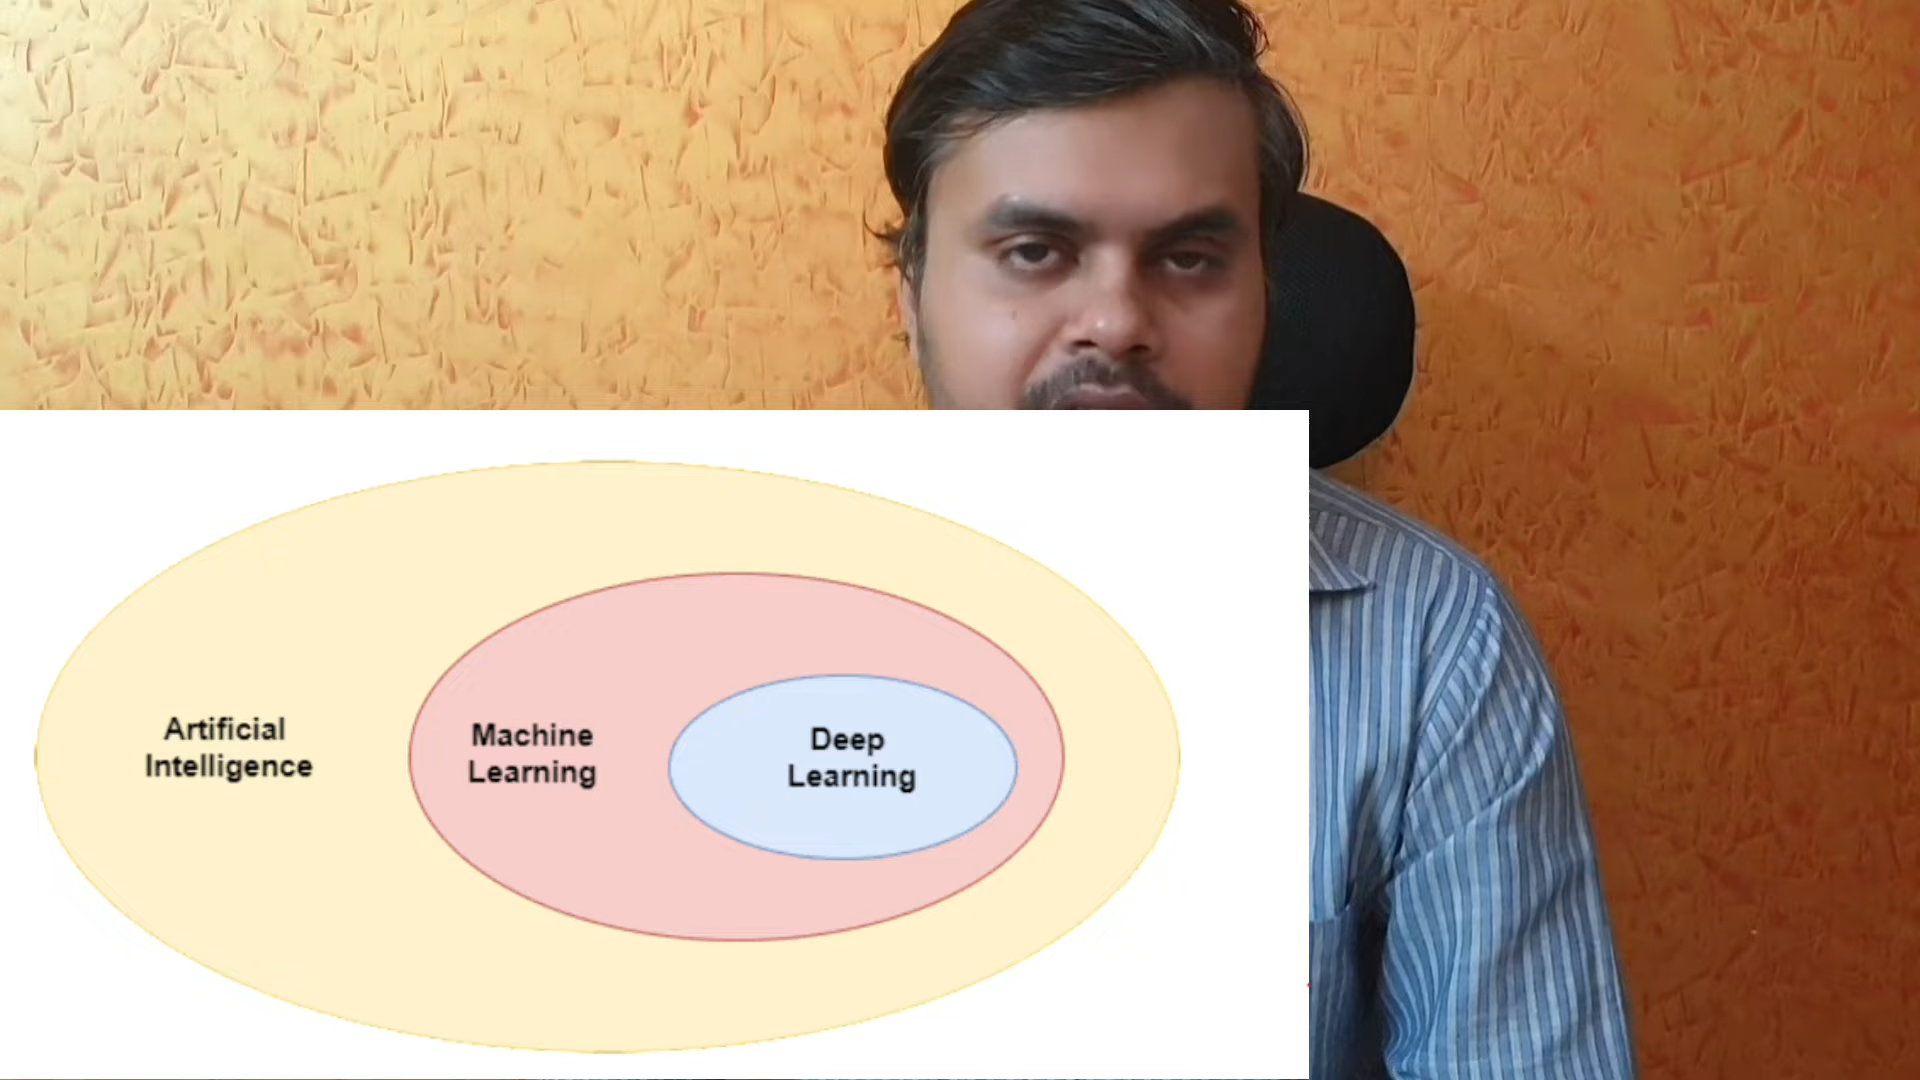 Artificial
Intelligence
Machine
Learning
Deep
Learning